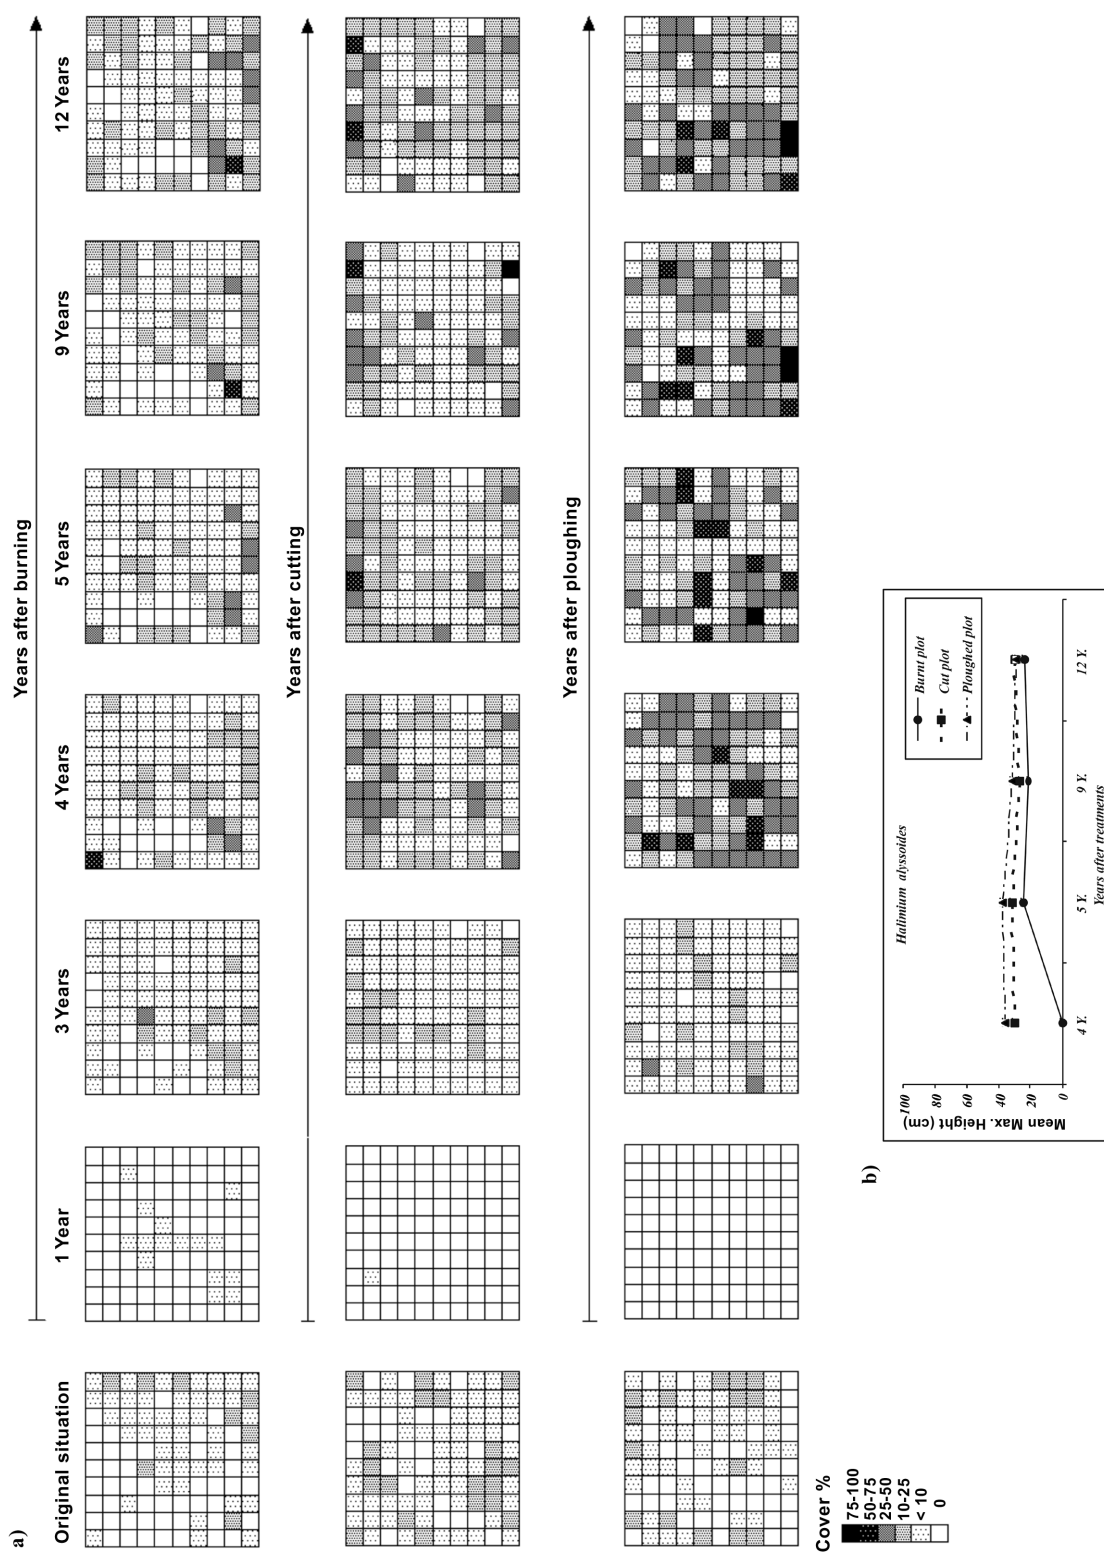 a)
Original situation
1 Year
3 Years
4 Years
5 Years
9 Years
12 Years
Years after burning
Years after cutting
Years after ploughing
Cover %
75-100
50-75
25-50
10-25
< 10
0
b)
Halimium alyssoides
Burnt plot
Cut plot
Ploughed plot
Mean Max. Height (cm)
100
80
60
40
20
0
4 Y.
5 Y.
9 Y.
12 Y.
Years after treatments